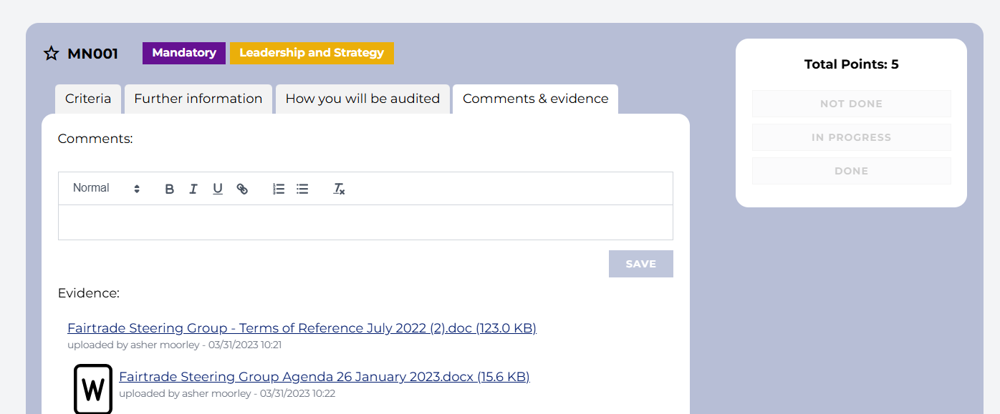 MN001 Mandatory Leadership and Strategy
Total Points: 5
NOT DONE
IN PROGRESS
DONE
Criteria Further information How you will be audited Comments & evidence
Comments:
Normal B I U
SAVE
Evidence:
Fairtrade Steering Group - Terms of Reference July 2022 (2).doc (123.0 KB)
uploaded by asher moorley - 03/31/2023 10:21
W Fairtrade Steering Group Agenda 26 January 2023.docx (15.6 KB)
uploaded by asher moorley - 03/31/2023 10:22